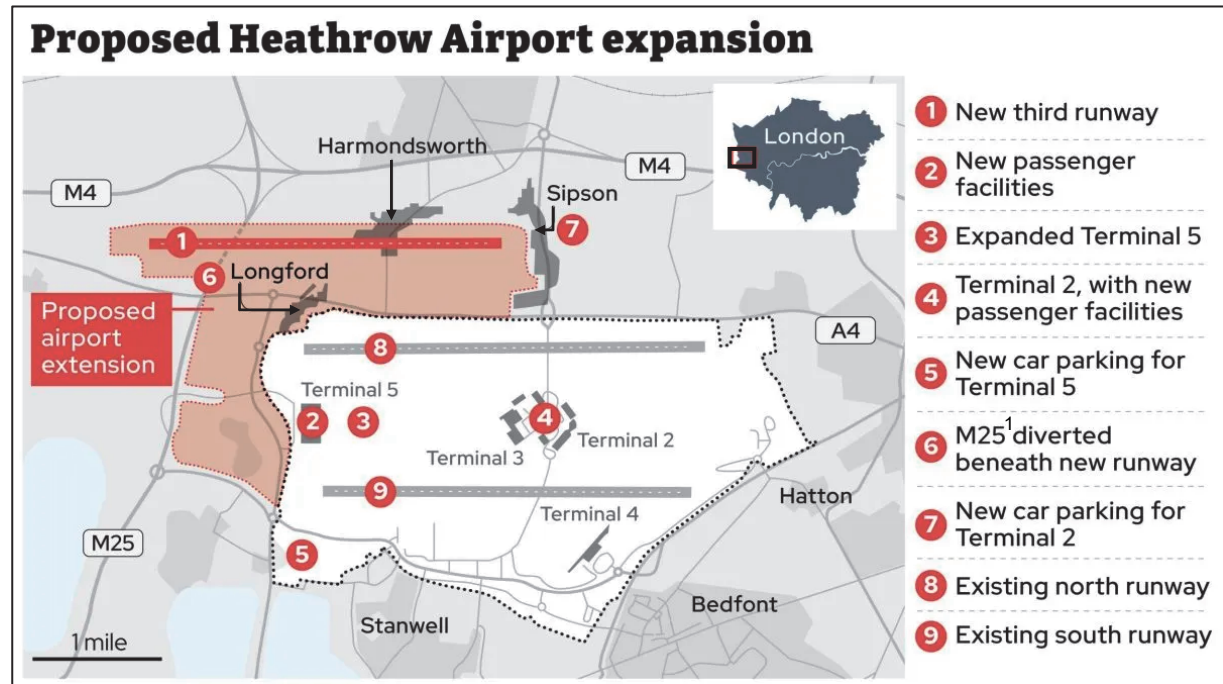 Proposed Heathrow Airport expansion
London
Harmondsworth
M4
M4
Sipson
7
1
6
Longford
Proposed
airport
extension
A4
8
Terminal 5
2
3
4
Terminal 2
Terminal 3
9
Hatton
Terminal 4
M25
5
Bedfont
Stanwell
1 mile
1 New third runway
2 New passenger
facilities
3 Expanded Terminal 5
4 Terminal 2, with new
passenger facilities
5 New car parking for
Terminal 5
6 M25¹ diverted
beneath new runway
7 New car parking for
Terminal 2
8 Existing north runway
9 Existing south runway